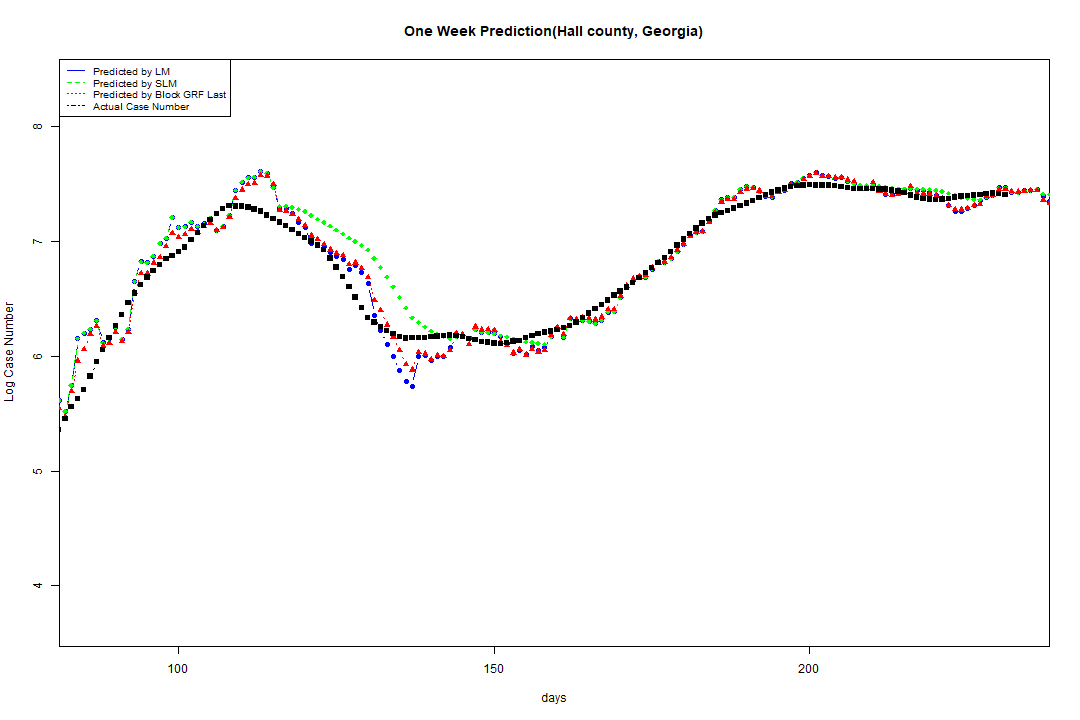 One Week Prediction(Hall county, Georgia)
Predicted by LM
Predicted by SLM
Predicted by Block GRF Last
Actual Case Number
8
7
6
5
4
Log Case Number
100 150 200
days